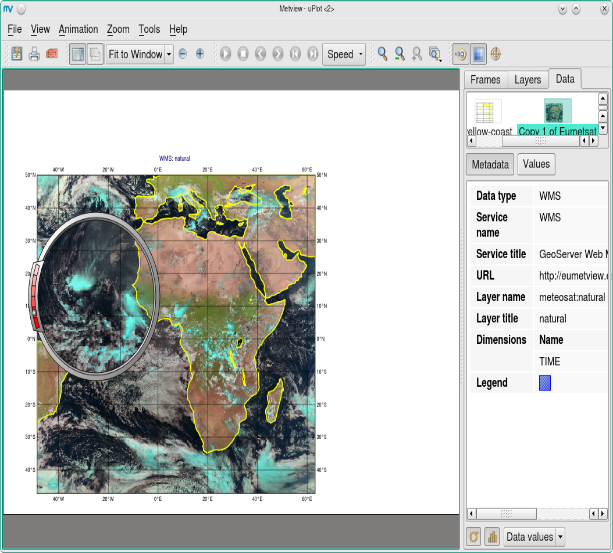 Metview - uPlot <2>
File View Animation Zoom Tools Help
Fit to Window Speed
Frames Layers Data
ellow-coast Copy 1 of Eumetsat
Metadata Values
WMS: natural
40°W 20°W 0°E 20°E 40°E 60°E
50°N 50°N
40°N 40°N
30°N 30°N
20°N
10°N
0°N 0°N
10°S 10°S
20°S 20°S
30°S 30°S
40°S 40°S
40°W 20°W 0°E 20°E 40°E 60°E
Data type WMS
Service name WMS
Service title GeoServer Web M
URL http://eumetview.e
Layer name meteosat:natural
Layer title natural
Dimensions Name
TIME
Legend
Data values